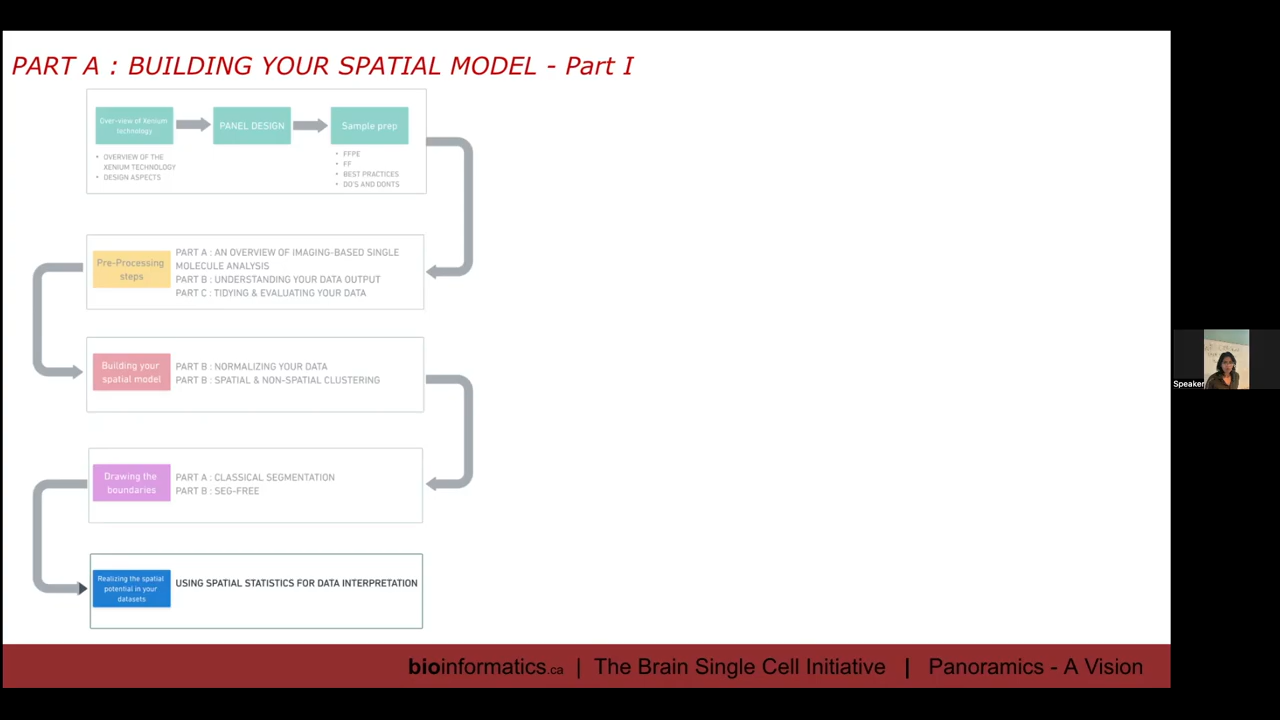 PART A : BUILDING YOUR SPATIAL MODEL - Part I
Over-view of Xenium
technology
PANEL DESIGN
Sample prep
• OVERVIEW OF THE
XENIUM TECHNOLOGY
• DESIGN ASPECTS
• FFPE
• FF
• BEST PRACTICES
• DO'S AND DONTS
Pre-Processing
steps
PART A : AN OVERVIEW OF IMAGING-BASED SINGLE
MOLECULE ANALYSIS
PART B : UNDERSTANDING YOUR DATA OUTPUT
PART C : TIDYING & EVALUATING YOUR DATA
Building your
spatial model
PART B : NORMALIZING YOUR DATA
PART B : SPATIAL & NON-SPATIAL CLUSTERING
Drawing the
boundaries
PART A : CLASSICAL SEGMENTATION
PART B : SEG-FREE
Realizing the spatial
potential in your
datasets
USING SPATIAL STATISTICS FOR DATA INTERPRETATION
bioinformatics.ca | The Brain Single Cell Initiative | Panoramics - A Vision
Speaker